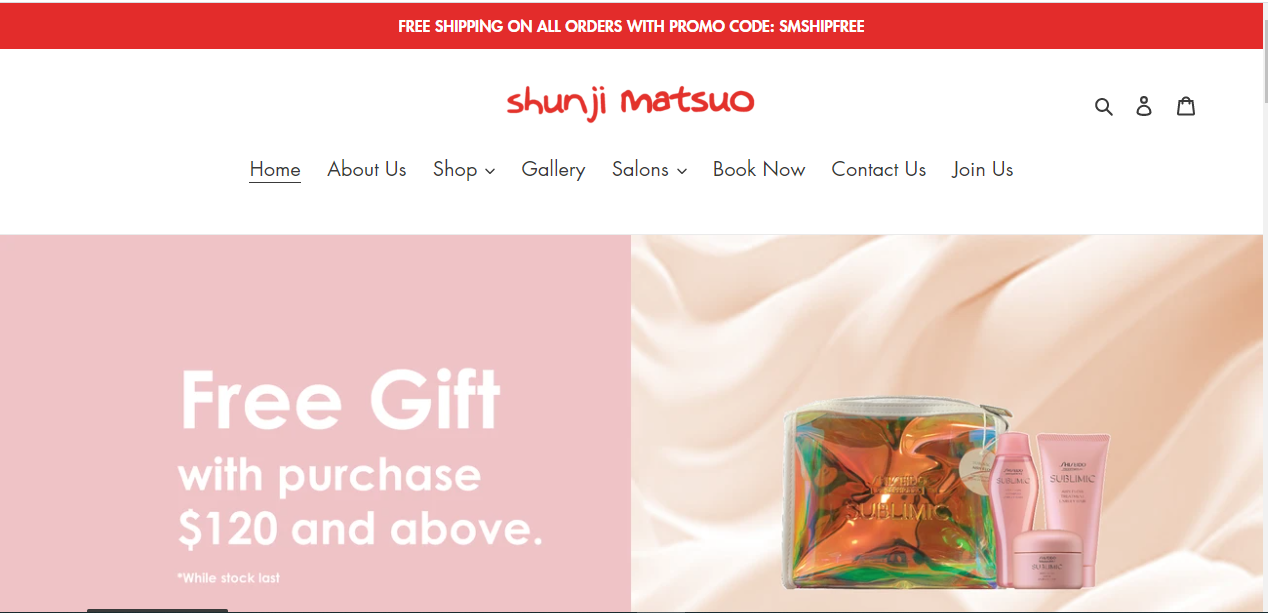 FREE SHIPPING ON ALL ORDERS WITH PROMO CODE: SMSHIPFREE
shunji matsuo
Home About Us Shop Gallery Salons Book Now Contact Us Join Us
Free Gift
with purchase
$120 and above.
*While stock last
SUBLIMIC
SHISEIDO
SUBLIMIC
SHISEIDO
SUBLIMIC